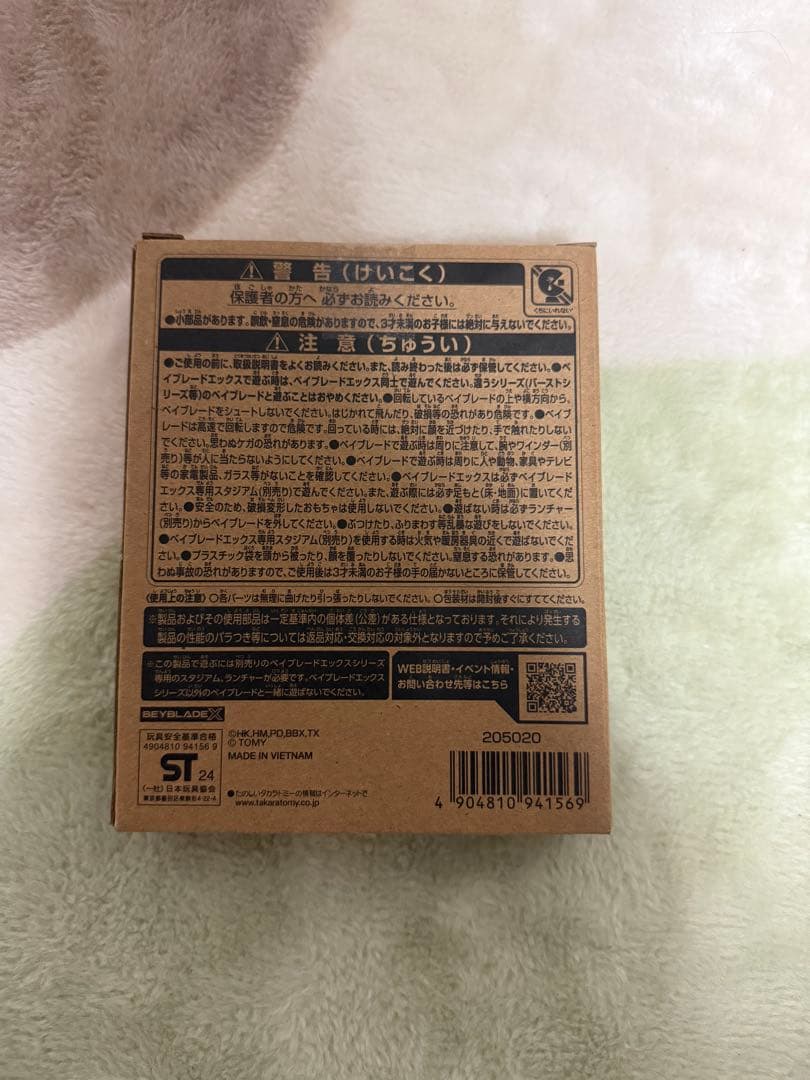 警告(けいこく)
くちにいれない
保護者の方へ 必ずお読みください。
●小部品があります。誤飲・窒息の危険がありますので、3才未満のお子様には絶対に与えないでください。
注意(ちゅうい)
●ご使用の前に、取扱説明書をよくお読みください。また、読み終わった後は必ず保管してください。●ベ
イブレードエックスで遊ぶ時は、ベイブレードエックス同士で遊んでください。違うシリーズ(バーストシ
リーズ等)のベイブレードと遊ぶことはおやめください。●回転しているベイブレードの上や横方向から、
ベイブレードをシュートしないでください。はじかれて飛んだり、破損等の恐れがあり危険です。●ベイブ
レードは高速で回転しますので危険です。回っている時には、絶対に顔を近づけたり、手で触れたりしない
でください。思わぬケガの恐れがあります。●ベイブレードで遊ぶ時は周りに注意して、腕やワインダー(別
売り)等が人に当たらないようにしてください。●ベイブレードで遊ぶ時は周りに人や動物、家具やテレビ
等の家電製品、ガラス等がないことを確認してください。●ベイブレードエックスは必ずベイブレード
エックス専用スタジアム(別売り)で遊んでください。また、遊ぶ際には必ず足もと(床・地面)に置いてくだ
さい。●安全のため、破損変形したおもちゃは使用しないでください。●遊ばない時は必ずランチャー
(別売り)からベイブレードを外してください。●ぶつけたり、ふりまわす等乱暴な遊びをしないでください。
●ベイブレードエックス専用スタジアム(別売り)を使用する時は火気や暖房器具の近くで遊ばないでくだ
さい。●プラスチック袋を頭から被ったり、顔を覆ったりしないでください。窒息する恐れがあります。●思
わぬ事故の恐れがありますので、ご使用後は3才未満のお子様の手の届かないところに保管してください。
〈使用上の注意〉○各パーツは無理に曲げたり引っ張ったりしないでください。○包装材は開封後すぐにすててください。
※製品およびその使用部品は一定基準内の個体差(公差)がある仕様となっております。それにより発生する
製品の性能のバラつき等については返品対応・交換対応の対象外となりますので予めご了承ください。
※この製品で遊ぶには別売りのベイブレードエックスシリーズ
専用のスタジアム、ランチャーが必要です。ベイブレードエックス
シリーズ以外のベイブレードと一緒に遊ばないでください。
WEB説明書・イベント情報・
お問い合わせ先等はこちら
BEYBLADE X
玩具安全基準合格
4904810 94156 9
ST 24
(一社)日本玩具協会
東京都墨田区東駒形4-22-4
©HK,HM,PD,BBX,TX
© TOMY
MADE IN VIETNAM
●たのしいタカラトミーの情報はインターネットで
www.takaratomy.co.jp
205020
4 904810 941569